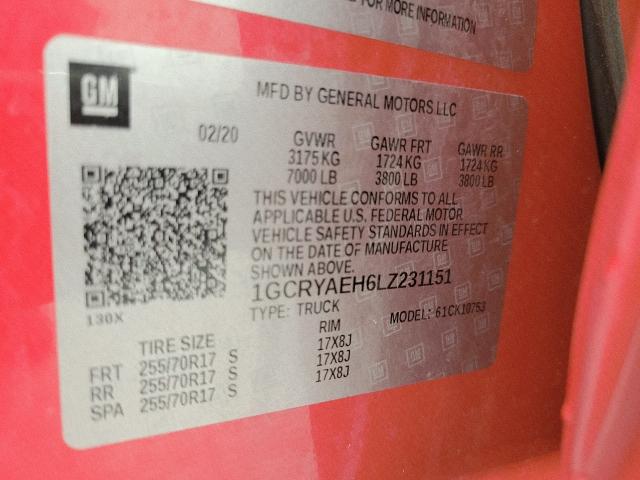 FOR MORE INFORMATION
GM
MFD BY GENERAL MOTORS LLC
02/20 GVWR GAWR FRT GAWR RR
3175 KG 1724 KG 1724 KG
7000 LB 3800 LB 3800 LB
THIS VEHICLE CONFORMS TO ALL
APPLICABLE U.S. FEDERAL MOTOR
VEHICLE SAFETY STANDARDS IN EFFECT
ON THE DATE OF MANUFACTURE
SHOWN ABOVE.
1GCRYAEH6LZ231151
130X TYPE: TRUCK MODEL: 61CK10753
TIRE SIZE RIM
FRT 255/70R17 S 17X8J
RR 255/70R17 S 17X8J
SPA 255/70R17 S 17X8J